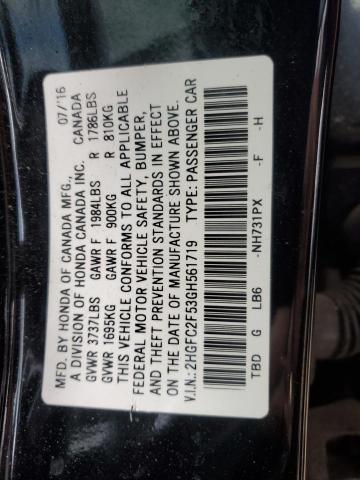 MFD. BY HONDA OF CANADA MFG., 07/'16
A DIVISION OF HONDA CANADA INC. CANADA
GVWR 3737LBS GAWR F 1984LBS R 1786LBS
GVWR 1695KG GAWR F 900KG R 810KG
THIS VEHICLE CONFORMS TO ALL APPLICABLE
FEDERAL MOTOR VEHICLE SAFETY, BUMPER,
AND THEFT PREVENTION STANDARDS IN EFFECT
ON THE DATE OF MANUFACTURE SHOWN ABOVE.
V.I.N.: 2HGFC2F53GH561719 TYPE: PASSENGER CAR
TBD G LB6 -NH731PX -F -H